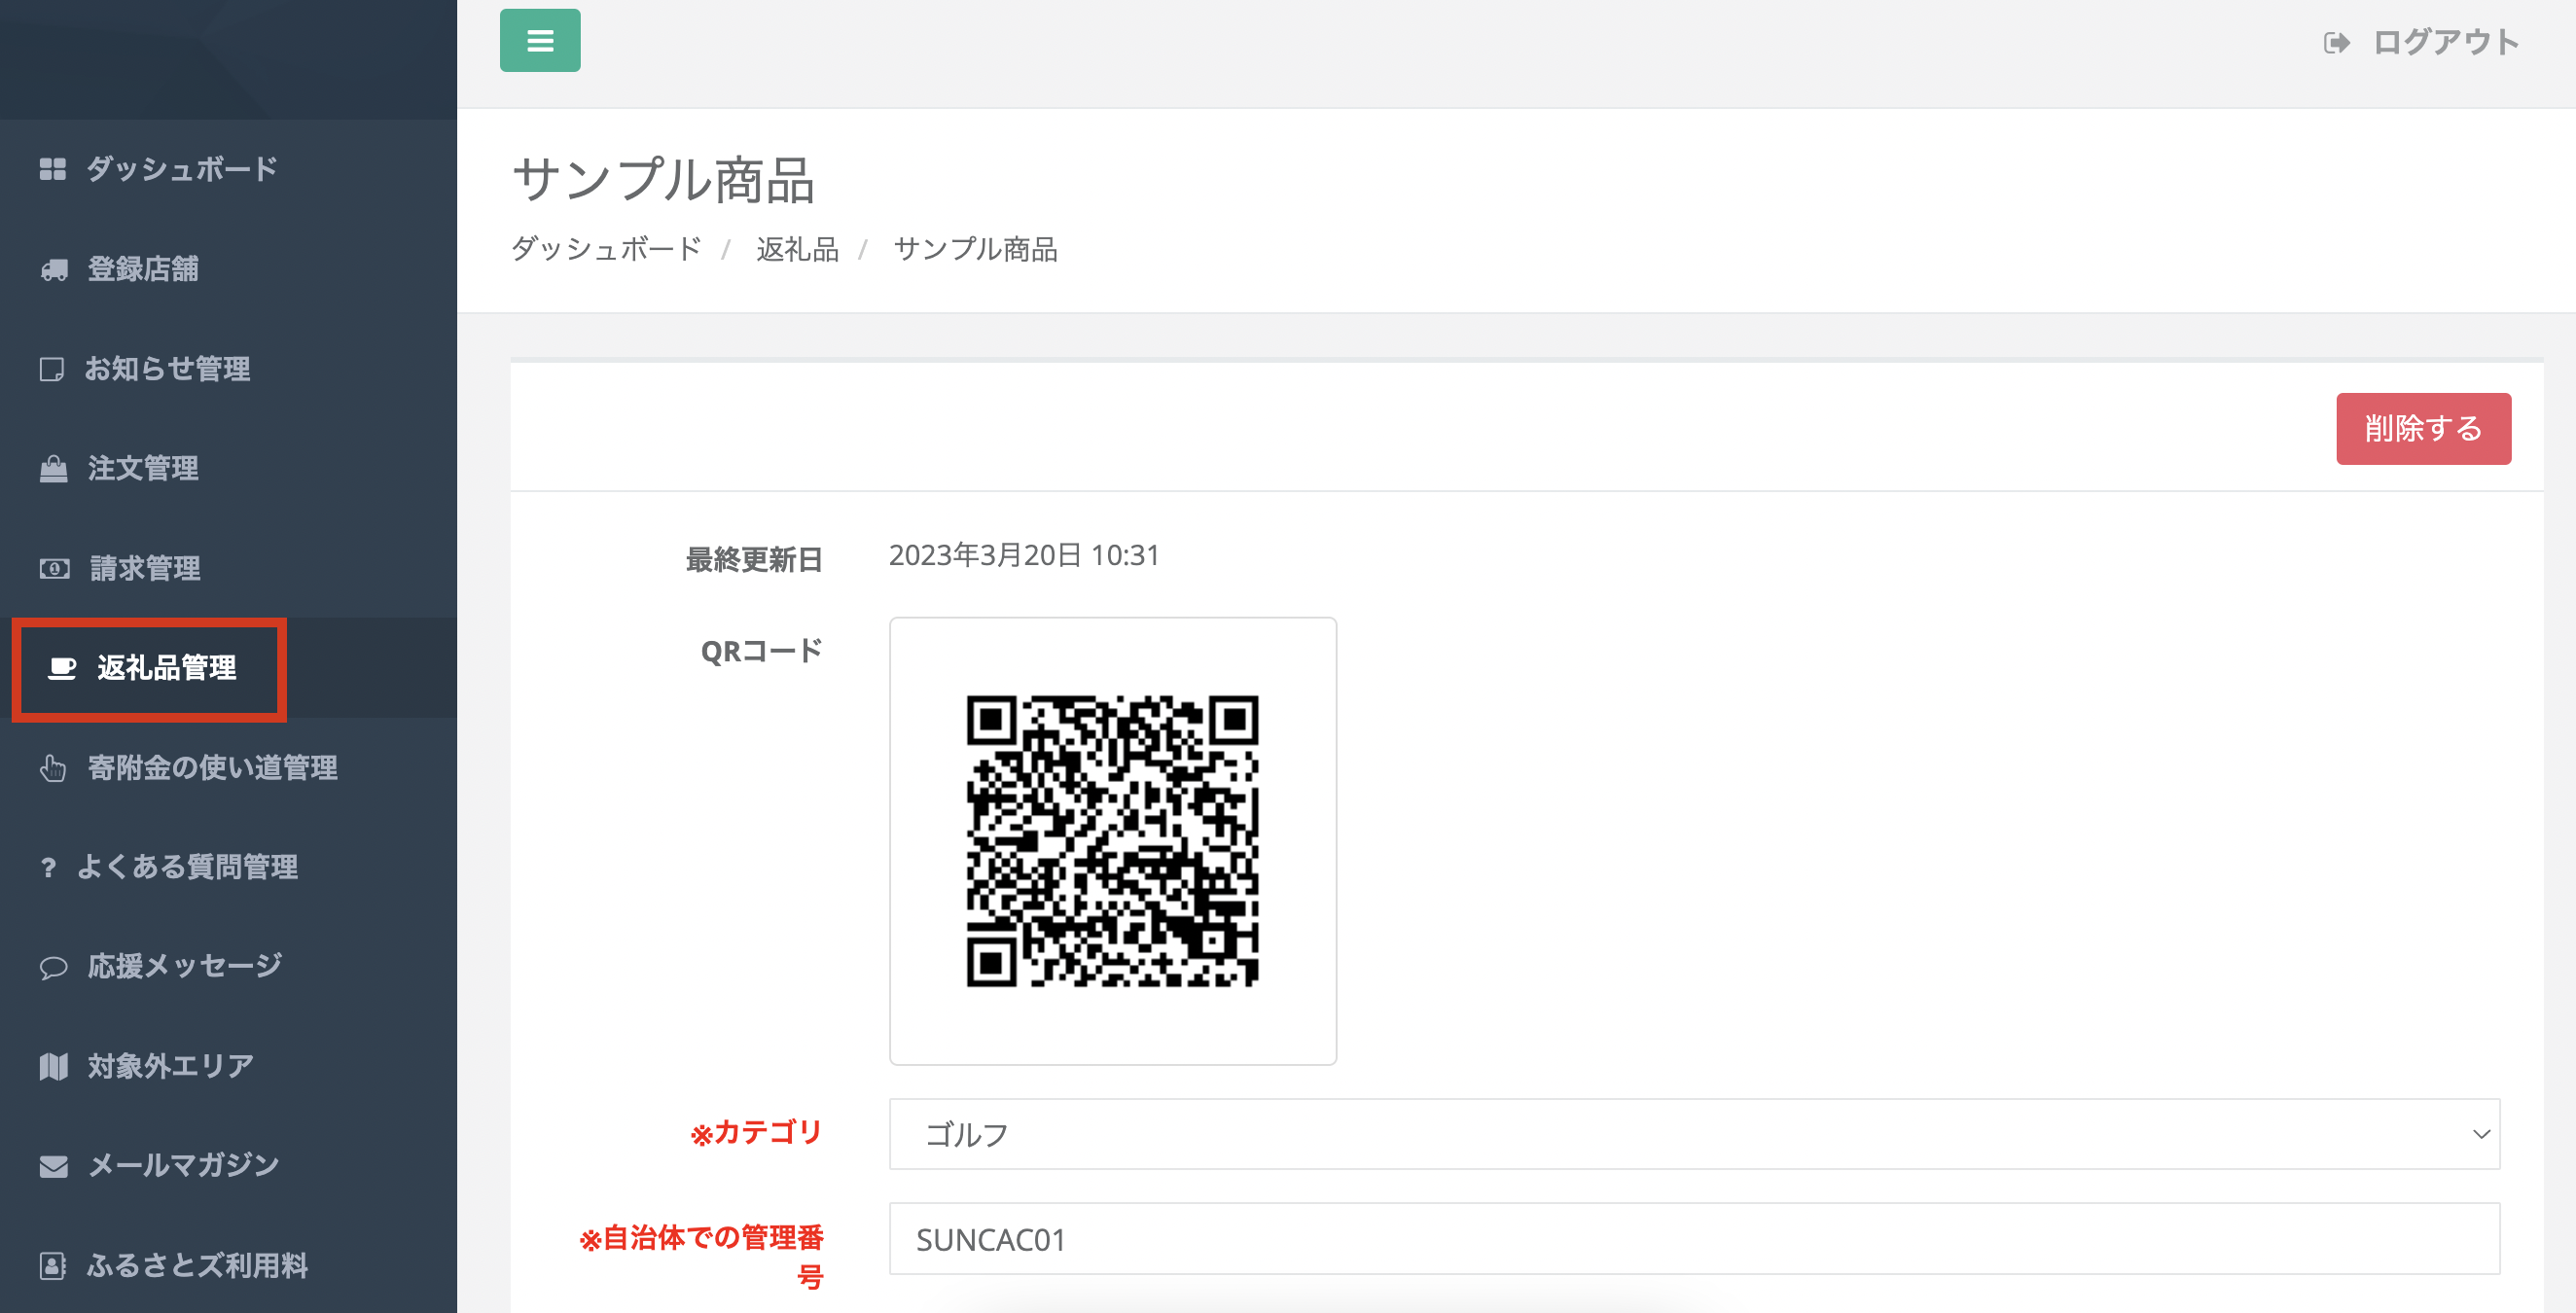 ログアウト
ダッシュボード
登録店舗
お知らせ管理
注文管理
請求管理
返礼品管理
寄附金の使い道管理
? よくある質問管理
応援メッセージ
対象外エリア
メールマガジン
ふるさとズ利用料
サンプル商品
ダッシュボード / 返礼品 / サンプル商品
削除する
最終更新日 2023年3月20日 10:31
QRコード
※カテゴリ ゴルフ
※自治体での管理番 SUNCAC01
号